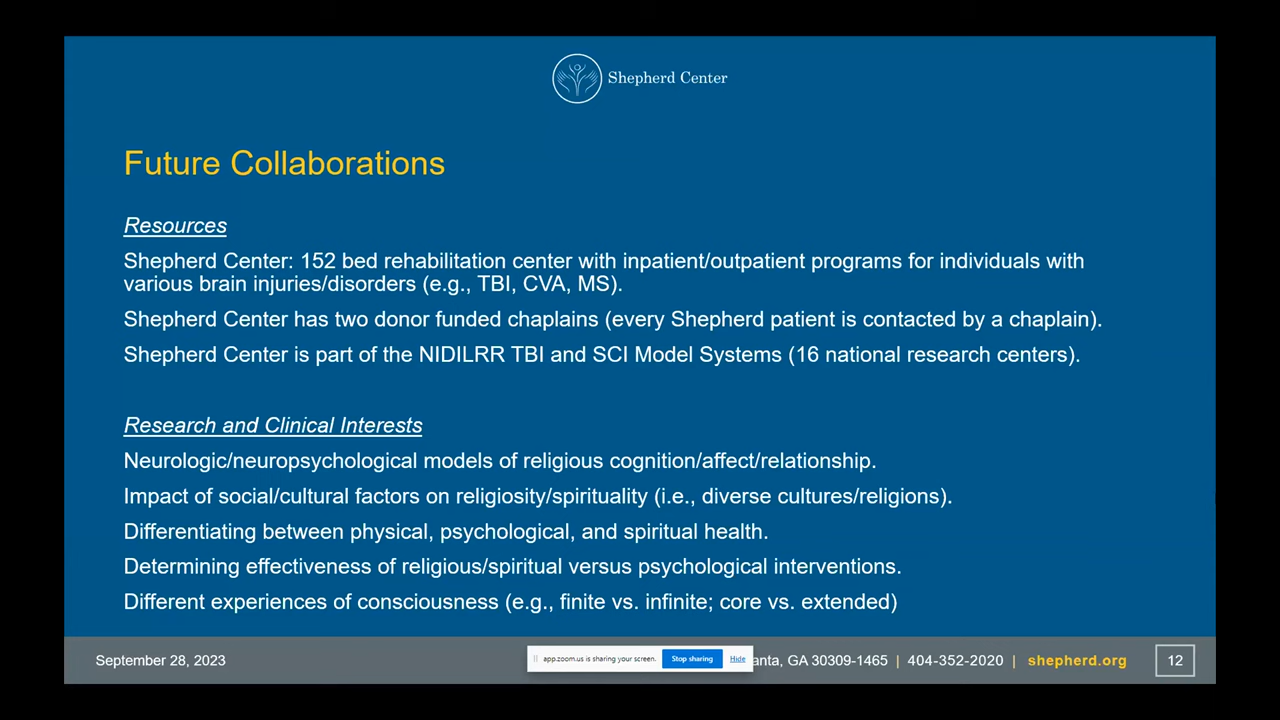 Shepherd Center
Future Collaborations
Resources
Shepherd Center: 152 bed rehabilitation center with inpatient/outpatient programs for individuals with
various brain injuries/disorders (e.g., TBI, CVA, MS).
Shepherd Center has two donor funded chaplains (every Shepherd patient is contacted by a chaplain).
Shepherd Center is part of the NIDILRR TBI and SCI Model Systems (16 national research centers).
Research and Clinical Interests
Neurologic/neuropsychological models of religious cognition/affect/relationship.
Impact of social/cultural factors on religiosity/spirituality (i.e., diverse cultures/religions).
Differentiating between physical, psychological, and spiritual health.
Determining effectiveness of religious/spiritual versus psychological interventions.
Different experiences of consciousness (e.g., finite vs. infinite; core vs. extended)
September 28, 2023
app.zoom.us is sharing your screen. Stop sharing Hide
anta, GA 30309-1465 | 404-352-2020 | shepherd.org 12